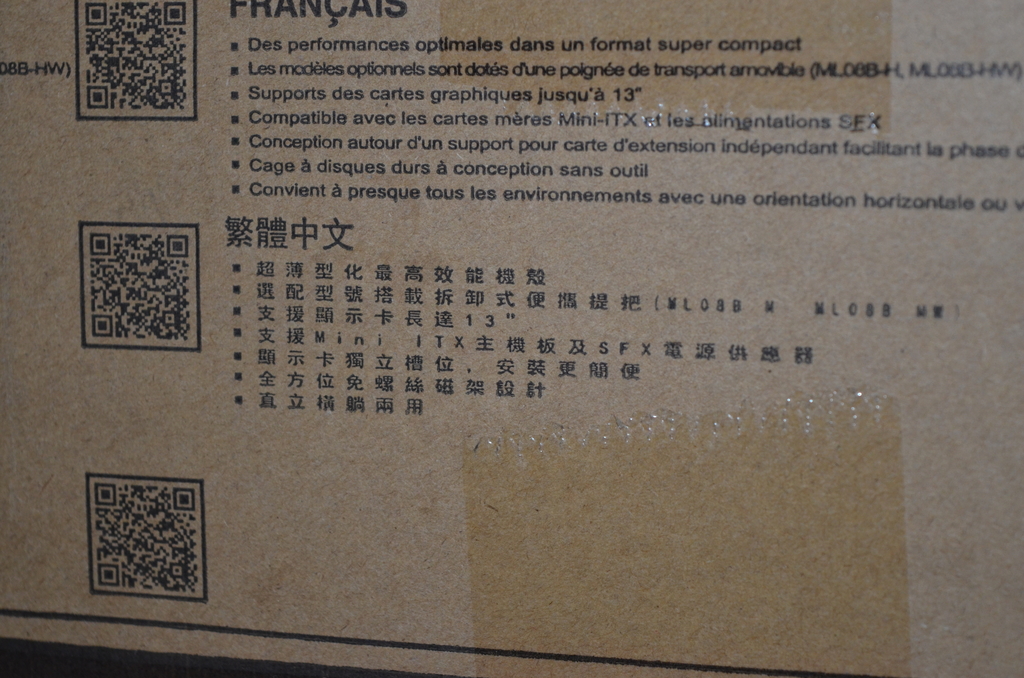 FRANÇAIS
Des performances optimales dans un format super compact
08B-HW)
Les modèles optionnels sont dotés d'une poignée de transport amovible (ML08B-H, ML08B-HW)
Supports des cartes graphiques jusqu'à 13"
Compatible avec les cartes mères Mini-ITX et les alimentations SFX
Conception autour d'un support pour carte d'extension indépendant facilitant la phase
Cage à disques durs à conception sans outil
Convient à presque tous les environnements avec une orientation horizontale ou
繁體中文
超薄型化最高效能機殼
選配型號搭載拆卸式便攜提把(ML08B
支援顯示卡長達13"
支援Mini ITX主機板及SFX電源供應器
顯示卡獨立槽位，安裝更簡便
全方位免螺絲磁架設計
直立橫躺兩用